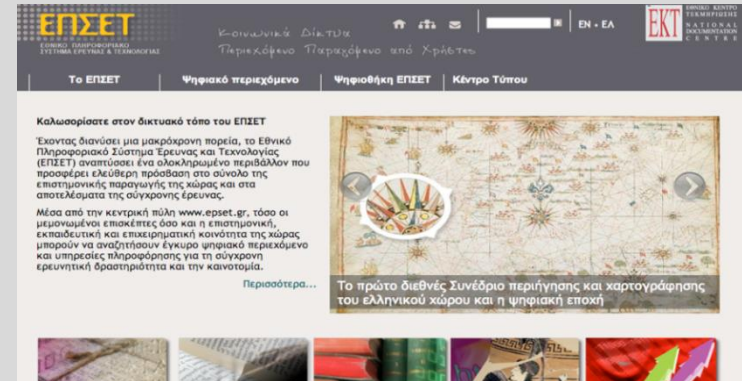 ΕΠΣΕΤ
ΕΘΝΙΚΟ ΠΛΗΡΟΦΟΡΙΑΚΟ
ΣΥΣΤΗΜΑ ΕΡΕΥΝΑΣ & ΤΕΧΝΟΛΟΓΙΑΣ
Κοινωνικά Δίκτυα
Περιεχόμενο Παραγόμενο από Χρήστες
EN • ΕΛ
EKT
ΕΘΝΙΚΟ ΚΕΝΤΡΟ
ΤΕΚΜΗΡΙΩΣΗΣ
NATIONAL
DOCUMENTATION
CENTRE
Το ΕΠΣΕΤ
Ψηφιακό περιεχόμενο
Ψηφιοθήκη ΕΠΣΕΤ
Κέντρο Τύπου
Καλωσορίσατε στον δικτυακό τόπο του ΕΠΣΕΤ
Έχοντας διανύσει μια μακρόχρονη πορεία, το Εθνικό
Πληροφοριακό Σύστημα Έρευνας και Τεχνολογίας
(ΕΠΣΕΤ) αναπτύσσει ένα ολοκληρωμένο περιβάλλον που
προσφέρει ελεύθερη πρόσβαση στο σύνολο της
επιστημονικής παραγωγής της χώρας και στα
αποτελέσματα της σύγχρονης έρευνας.
Μέσα από την κεντρική πύλη www.epset.gr, τόσο οι
μεμονωμένοι επισκέπτες όσο και η επιστημονική,
εκπαιδευτική και επιχειρηματική κοινότητα της χώρας
μπορούν να αναζητήσουν έγκυρο ψηφιακό περιεχόμενο
και υπηρεσίες πληροφόρησης για τη σύγχρονη
ερευνητική δραστηριότητα και την καινοτομία.
Περισσότερα...
Το πρώτο διεθνές Συνέδριο περιήγησης και χαρτογράφησης
του ελληνικού χώρου και η ψηφιακή εποχή